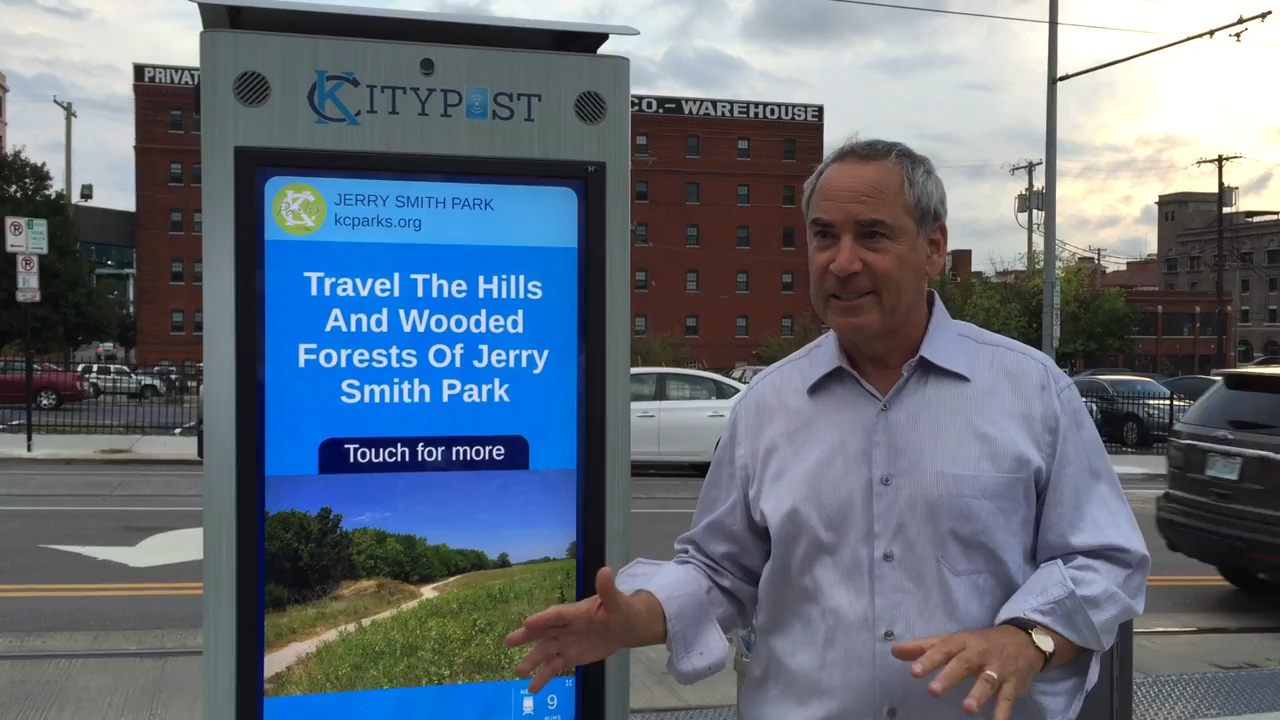 PRIVAT
CO.- WAREHOUSE
KCITYPOST
JERRY SMITH PARK
kcparks.org
Travel The Hills
And Wooded
Forests Of Jerry
Smith Park
Touch for more
9
MINS